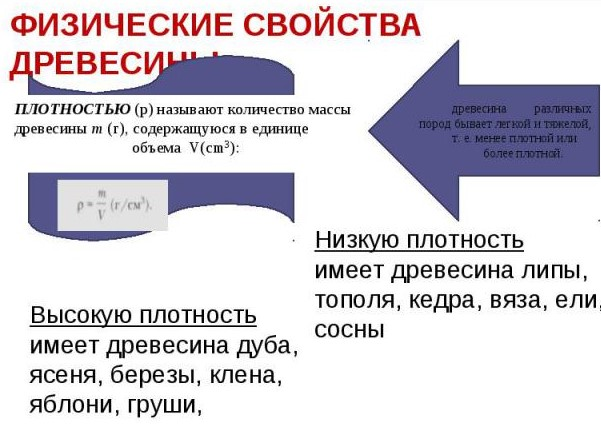 ФИЗИЧЕСКИЕ СВОЙСТВА
ДРЕВЕСИНЫ
ПЛОТНОСТЬЮ (p) называют количество массы
древесины m (г), содержащуюся в единице
объема V(cm³):
ρ = m/V (г/см³).
древесина различных
пород бывает легкой и тяжелой,
т. е. менее плотной или
более плотной.
Низкую плотность
имеет древесина липы,
тополя, кедра, вяза, ели,
сосны
Высокую плотность
имеет древесина дуба,
ясеня, березы, клена,
яблони, груши,